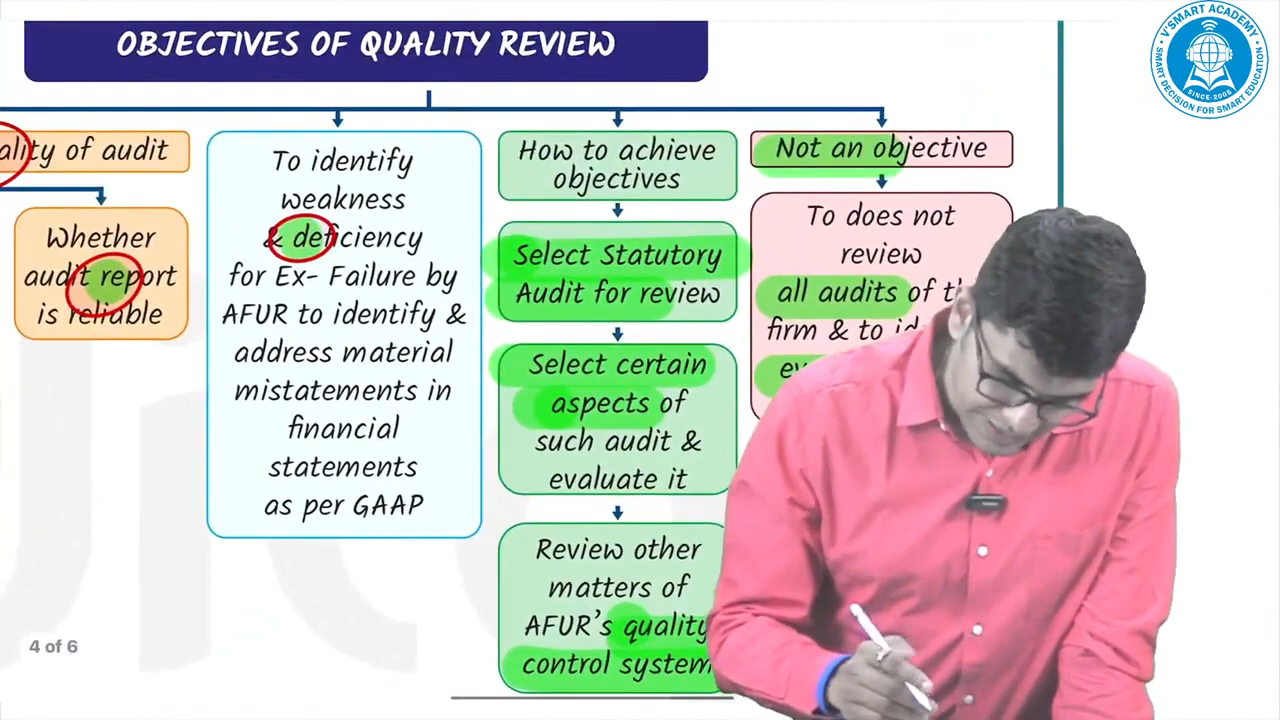 OBJECTIVES OF QUALITY REVIEW
ality of audit
Whether
audit report
is reliable
To identify
weakness
& deficiency
for Ex- Failure by
AFUR to identify &
address material
mistatements in
financial
statements
as per GAAP
How to achieve
objectives
Select Statutory
Audit for review
Select certain
aspects of
such audit &
evaluate it
Review other
matters of
AFUR's quality
control system
Not an objective
To does not
review
all audits of
firm & to
4 of 6
V'SMART ACADEMY
SINCE-2005
SMART DECISION FOR SMART EDUCATION